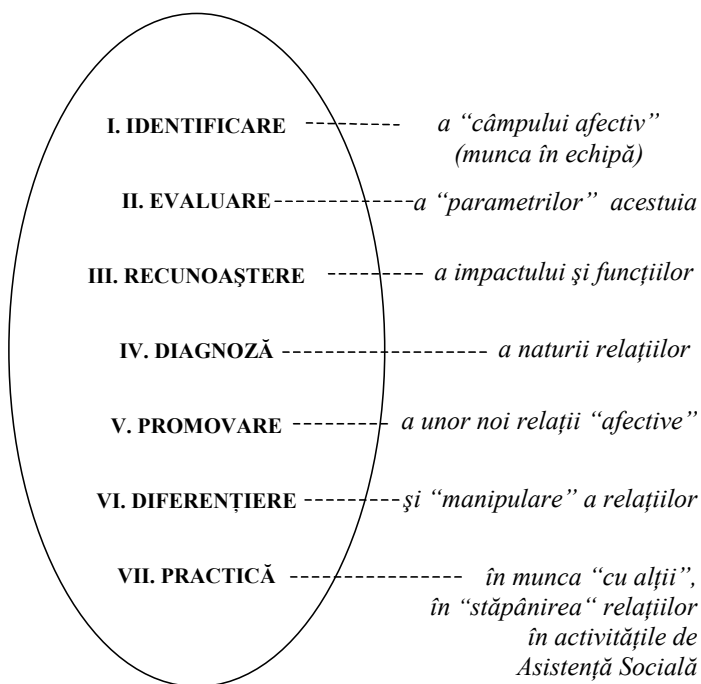 I. IDENTIFICARE a “câmpului afectiv”
(munca în echipă)
II. EVALUARE a “parametrilor” acestuia
III. RECUNOAŞTERE a impactului şi funcţiilor
IV. DIAGNOZĂ a naturii relaţiilor
V. PROMOVARE a unor noi relaţii “afective”
VI. DIFERENŢIERE şi “manipulare” a relaţiilor
VII. PRACTICĂ în munca “cu alţii”,
în “stăpânirea“ relaţiilor
în activităţile de
Asistenţă Socială